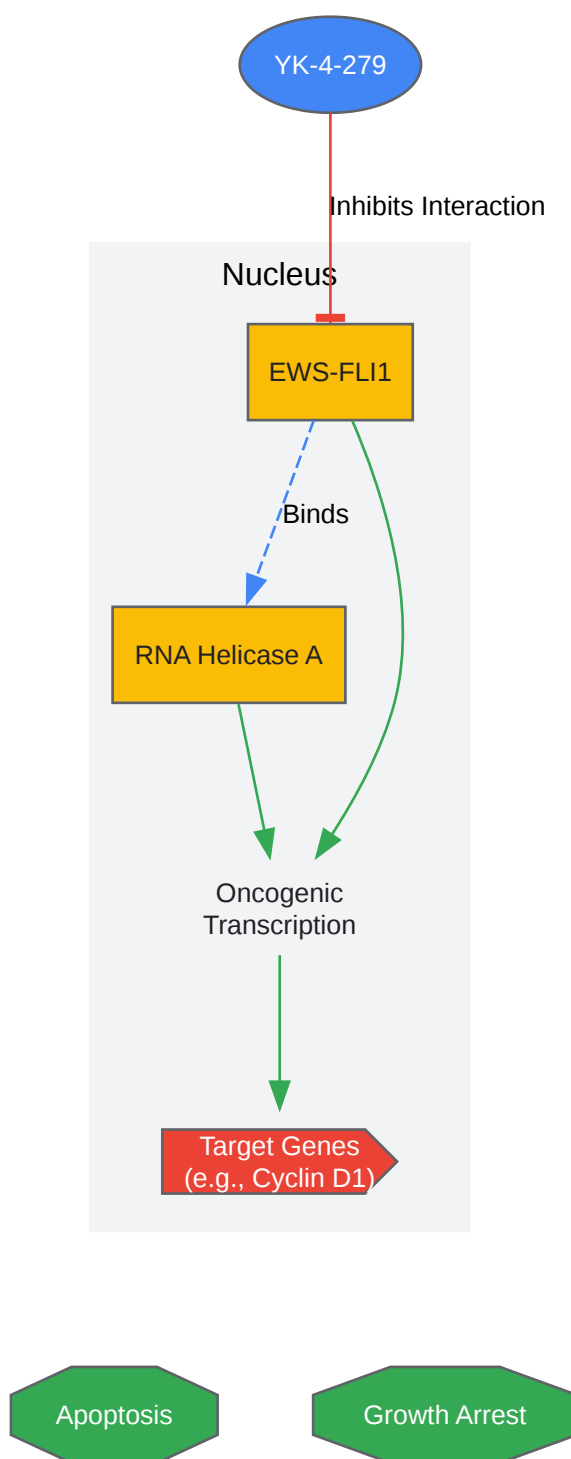 YK-4-279
Inhibits Interaction
Nucleus
EWS-FLI1
Binds
RNA Helicase A
Oncogenic
Transcription
Target Genes
(e.g., Cyclin D1)
Apoptosis
Growth Arrest